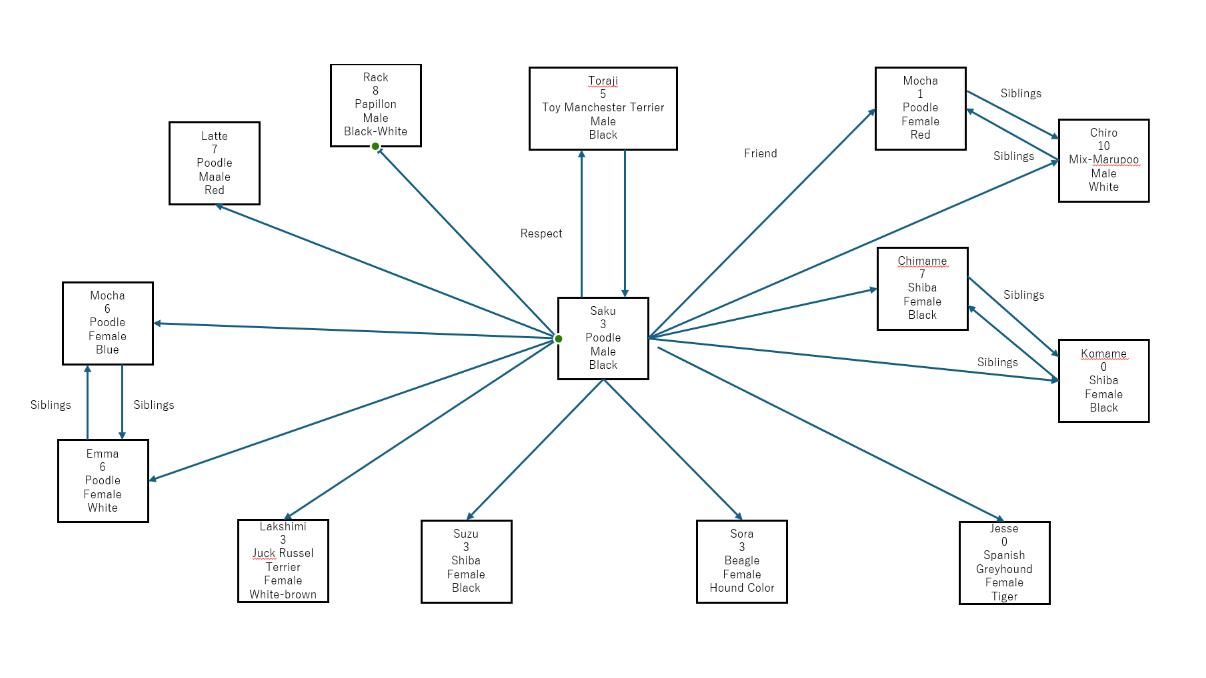 Rack
8
Papillon
Male
Black-White
Toraji
5
Toy Manchester Terrier
Male
Black
Mocha
1
Poodle
Female
Red
Siblings
Siblings
Chiro
10
Mix-Marupoo
Male
White
Latte
7
Poodle
Maale
Red
Friend
Respect
Chimame
7
Shiba
Female
Black
Siblings
Siblings
Komame
0
Shiba
Female
Black
Mocha
6
Poodle
Female
Blue
Saku
3
Poodle
Male
Black
Siblings
Siblings
Emma
6
Poodle
Female
White
Lakshimi
3
Juck Russel
Terrier
Female
White-brown
Suzu
3
Shiba
Female
Black
Sora
3
Beagle
Female
Hound Color
Jesse
0
Spanish
Greyhound
Female
Tiger